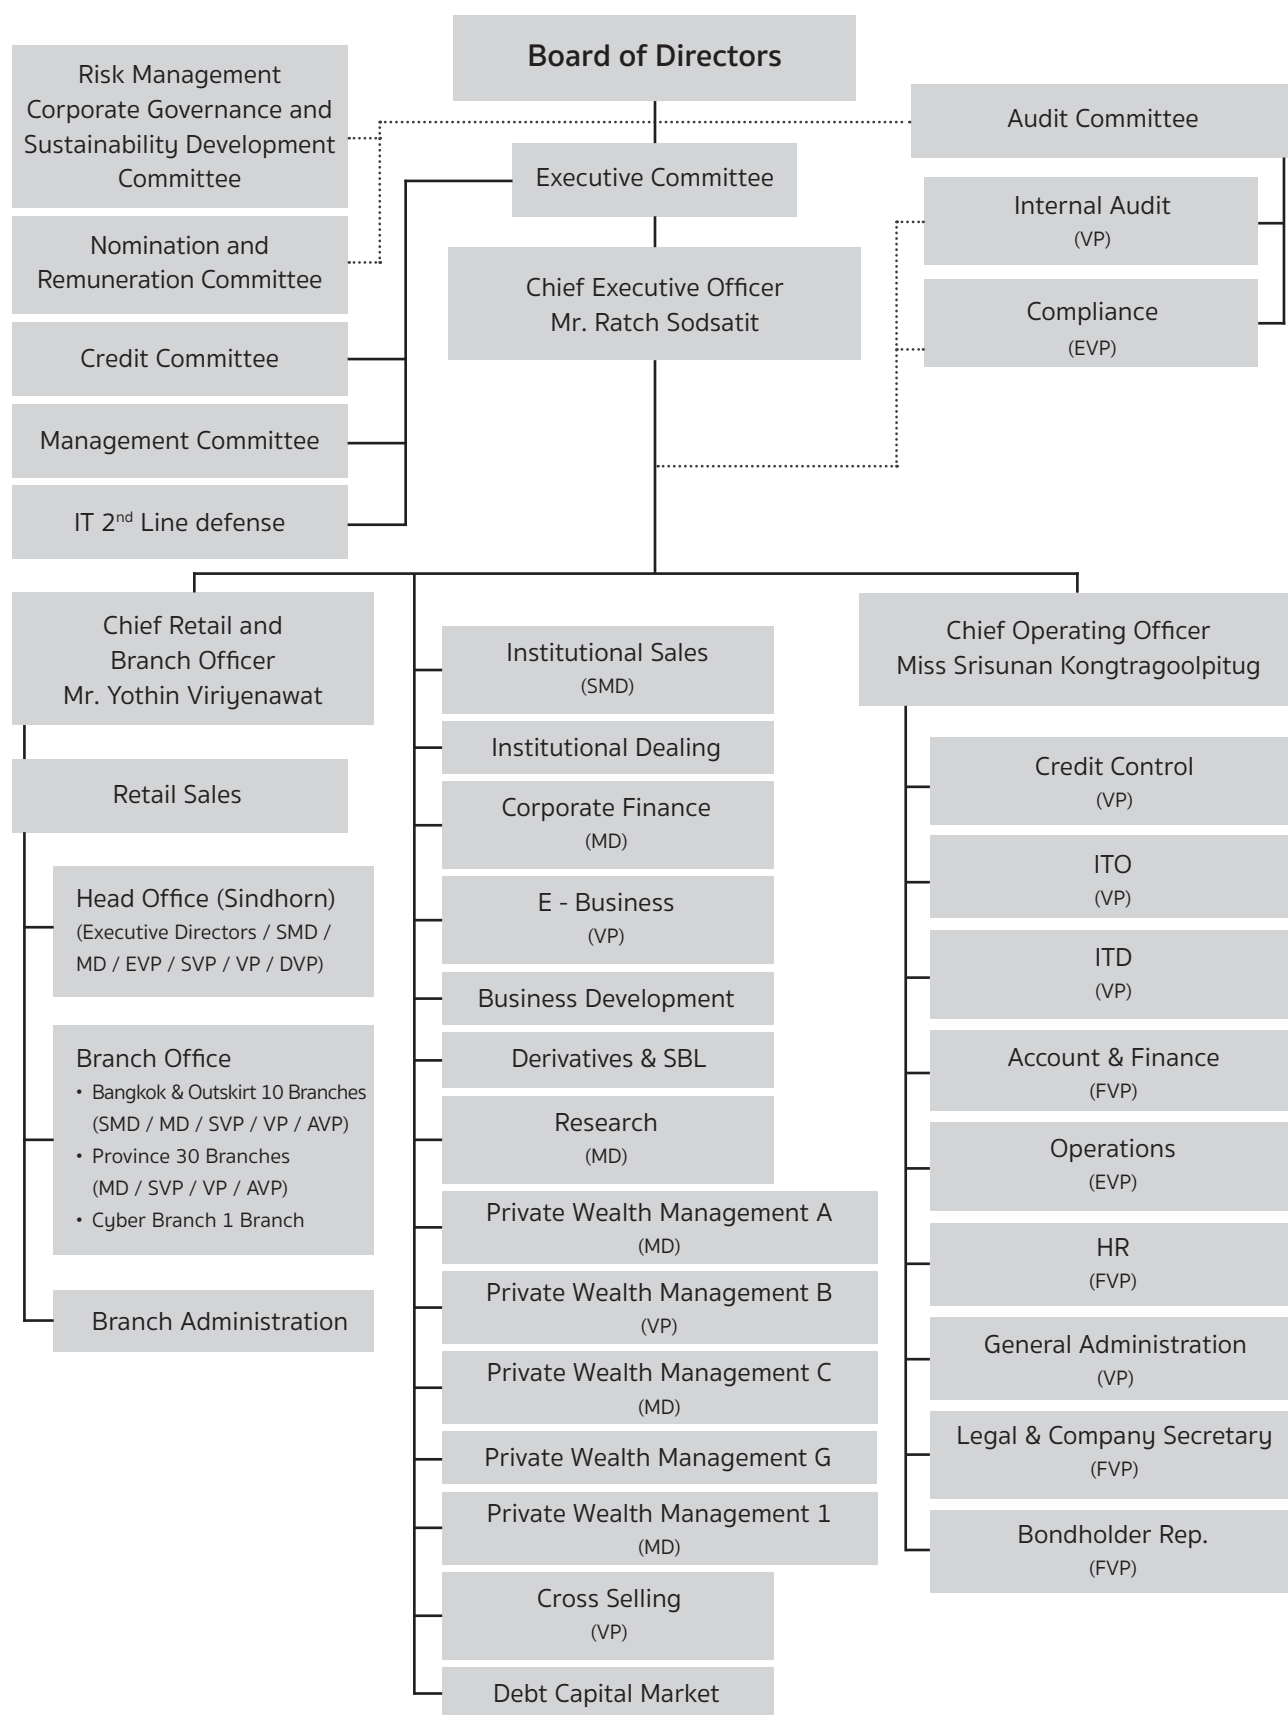 Board of Directors
Risk Management
Corporate Governance and
Sustainability Development
Committee
Audit Committee
Executive Committee
Internal Audit
(VP)
Nomination and
Remuneration Committee
Chief Executive Officer
Mr. Ratch Sodsatit
Compliance
(EVP)
Credit Committee
Management Committee
IT 2nd Line defense
Chief Retail and
Branch Officer
Mr. Yothin Viriyenawat
Retail Sales
Head Office (Sindhorn)
(Executive Directors / SMD /
MD / EVP / SVP / VP / DVP)
Branch Office
• Bangkok & Outskirt 10 Branches
(SMD / MD / SVP / VP / AVP)
• Province 30 Branches
(MD / SVP / VP / AVP)
• Cyber Branch 1 Branch
Branch Administration
Institutional Sales
(SMD)
Institutional Dealing
Corporate Finance
(MD)
E - Business
(VP)
Business Development
Derivatives & SBL
Research
(MD)
Private Wealth Management A
(MD)
Private Wealth Management B
(VP)
Private Wealth Management C
(MD)
Private Wealth Management G
Private Wealth Management 1
(MD)
Cross Selling
(VP)
Debt Capital Market
Chief Operating Officer
Miss Srisunan Kongtragoolpitug
Credit Control
(VP)
ITO
(VP)
ITD
(VP)
Account & Finance
(FVP)
Operations
(EVP)
HR
(FVP)
General Administration
(VP)
Legal & Company Secretary
(FVP)
Bondholder Rep.
(FVP)